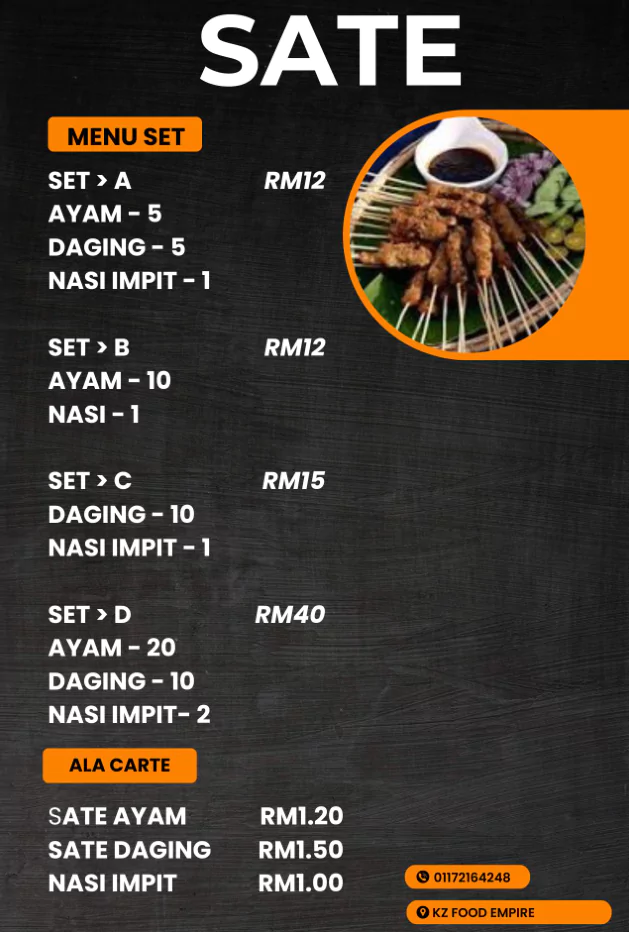 SATE
MENU SET
SET > A RM12
AYAM - 5
DAGING - 5
NASI IMPIT - 1
SET > B RM12
AYAM - 10
NASI - 1
SET > C RM15
DAGING - 10
NASI IMPIT - 1
SET > D RM40
AYAM - 20
DAGING - 10
NASI IMPIT- 2
ALA CARTE
SATE AYAM RM1.20
SATE DAGING RM1.50
NASI IMPIT RM1.00
01172164248
KZ FOOD EMPIRE